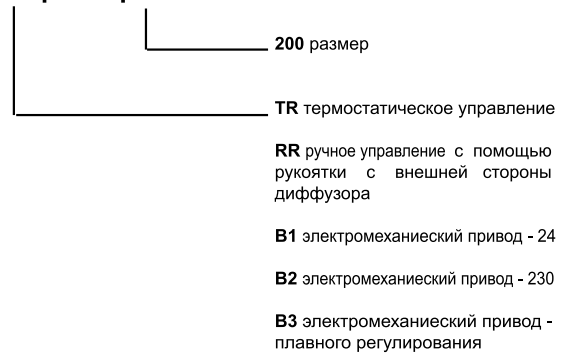 200 размер
TR термостатическое управление
RR ручное управление с помощью
рукоятки с внешней стороны
диффузора
B1 электромеханиеский привод - 24
B2 электромеханиеский привод - 230
B3 электромеханиеский привод -
плавного регулирования